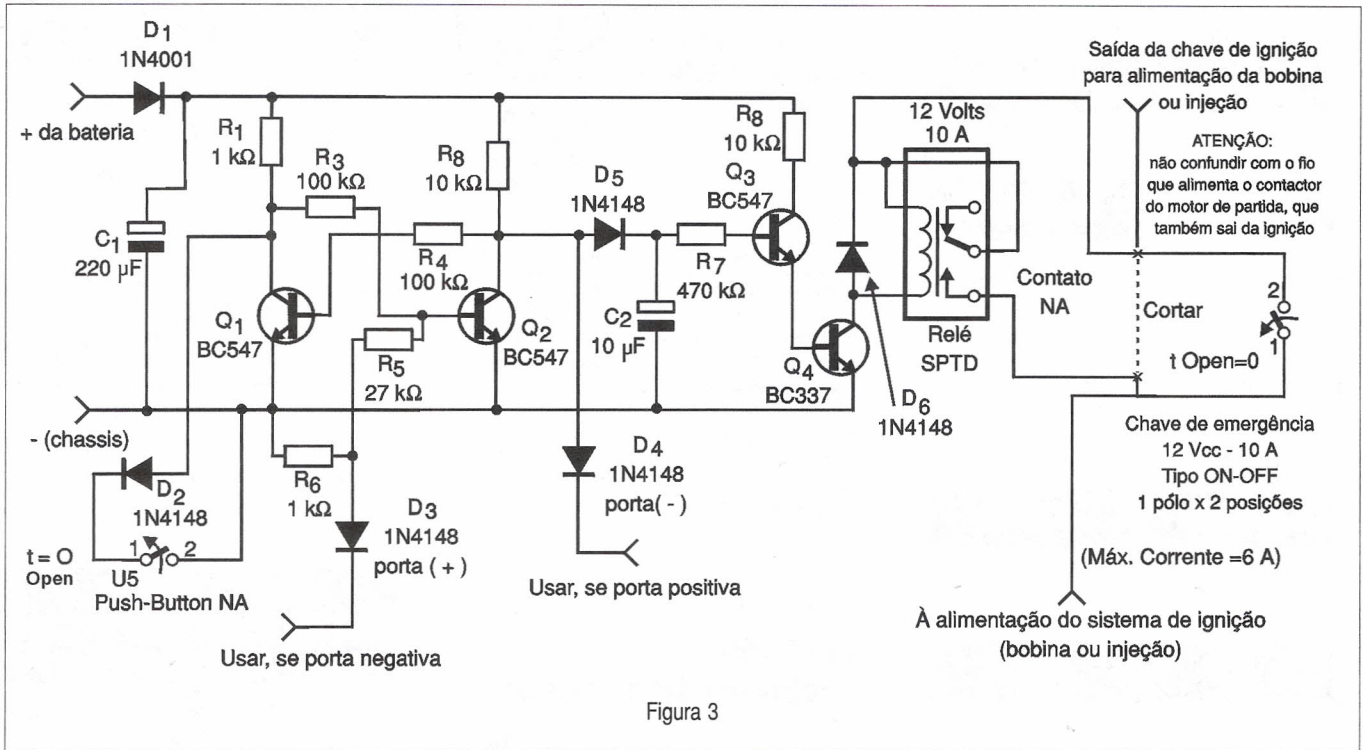 D1
1N4001
+ da bateria
R1
1 kΩ
C1
220 µF
R3
100 kΩ
R8
10 kΩ
R4
100 kΩ
Q1
BC547
R5
27 kΩ
Q2
BC547
D5
1N4148
C2
10 µF
R7
470 kΩ
Q3
BC547
R8
10 kΩ
Q4
BC337
D6
1N4148
12 Volts
10 A
Relé
SPTD
Contato
NA
Saída da chave de ignição
para alimentação da bobina
ou injeção
ATENÇÃO:
não confundir com o fio
que alimenta o contactor
do motor de partida, que
também sai da ignição
Cortar
2
1
t Open=0
Chave de emergência
12 Vcc - 10 A
Tipo ON-OFF
1 pólo x 2 posições
(Máx. Corrente =6 A)
À alimentação do sistema de ignição
(bobina ou injeção)
- (chassis)
D2
1N4148
t = O
Open
1
2
U5
Push-Button NA
R6
1 kΩ
D3
1N4148
porta ( + )
Usar, se porta negativa
D4
1N4148
porta( - )
Usar, se porta positiva
Figura 3